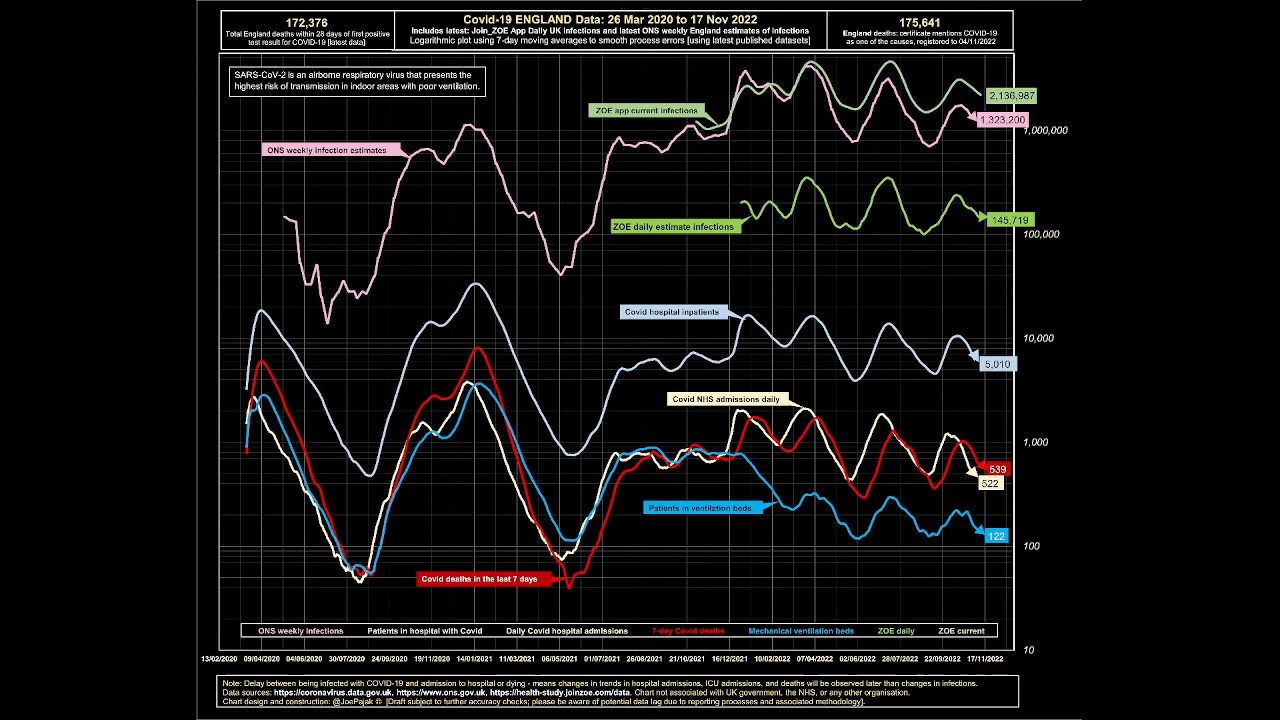 172,376
Total England deaths within 28 days of first positive
test result for COVID-19 [latest data]
Covid-19 ENGLAND Data: 26 Mar 2020 to 17 Nov 2022
Includes latest: Join_ZOE App Daily UK infections and latest ONS weekly England estimates of infections
Logarithmic plot using 7-day moving averages to smooth process errors [using latest published datasets]
175,641
England deaths: certificate mentions COVID-19
as one of the causes, registered to 04/11/2022
SARS-CoV-2 is an airborne respiratory virus that presents the
highest risk of transmission in indoor areas with poor ventilation.
2,136,987
ZOE app current infections
1,323,200
1,000,000
ONS weekly infection estimates
145,719
ZOE daily estimate infections
100,000
Covid hospital inpatients
10,000
5,010
Covid NHS admissions daily
1,000
539
522
Patients in ventilation beds
122
100
Covid deaths in the last 7 days
ONS weekly infections Patients in hospital with Covid Daily Covid hospital admissions 7-day Covid deaths Mechanical ventilation beds ZOE daily ZOE current
10
13/02/2020 09/04/2020 04/06/2020 30/07/2020 24/09/2020 19/11/2020 14/01/2021 11/03/2021 06/05/2021 01/07/2021 26/08/2021 21/10/2021 16/12/2021 10/02/2022 07/04/2022 02/06/2022 28/07/2022 22/09/2022 17/11/2022
Note: Delay between being infected with COVID-19 and admission to hospital or dying - means changes in trends in hospital admissions, ICU admissions, and deaths will be observed later than changes in infections.
Data sources: https://coronavirus.data.gov.uk, https://www.ons.gov.uk, https://health-study.joinzoe.com/data. Chart not associated with UK government, the NHS, or any other organisation.
Chart design and construction: @JoePajak © [Draft subject to further accuracy checks; please be aware of potential data lag due to reporting processes and associated methodology].